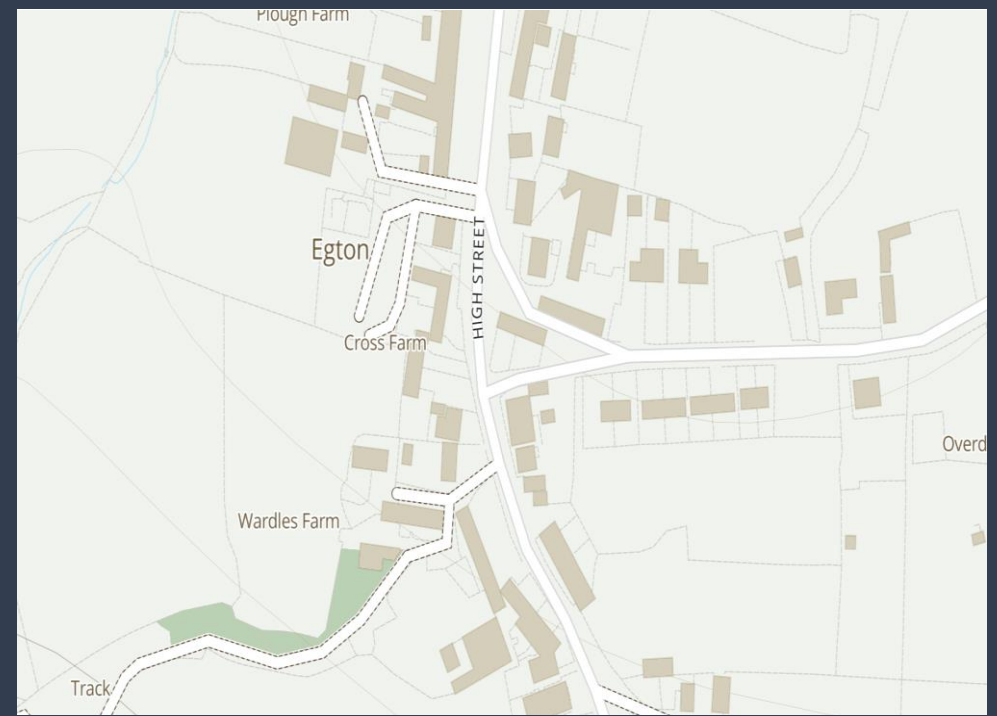 Plough Farm
Egton
HIGH STREET
Cross Farm
Overd
Wardles Farm
Track